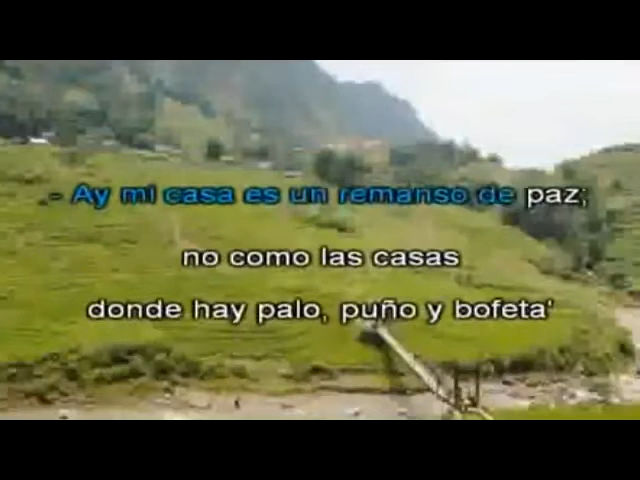 - Ay mi casa es un remanso de paz;
no como las casas
donde hay palo, puño y bofeta'